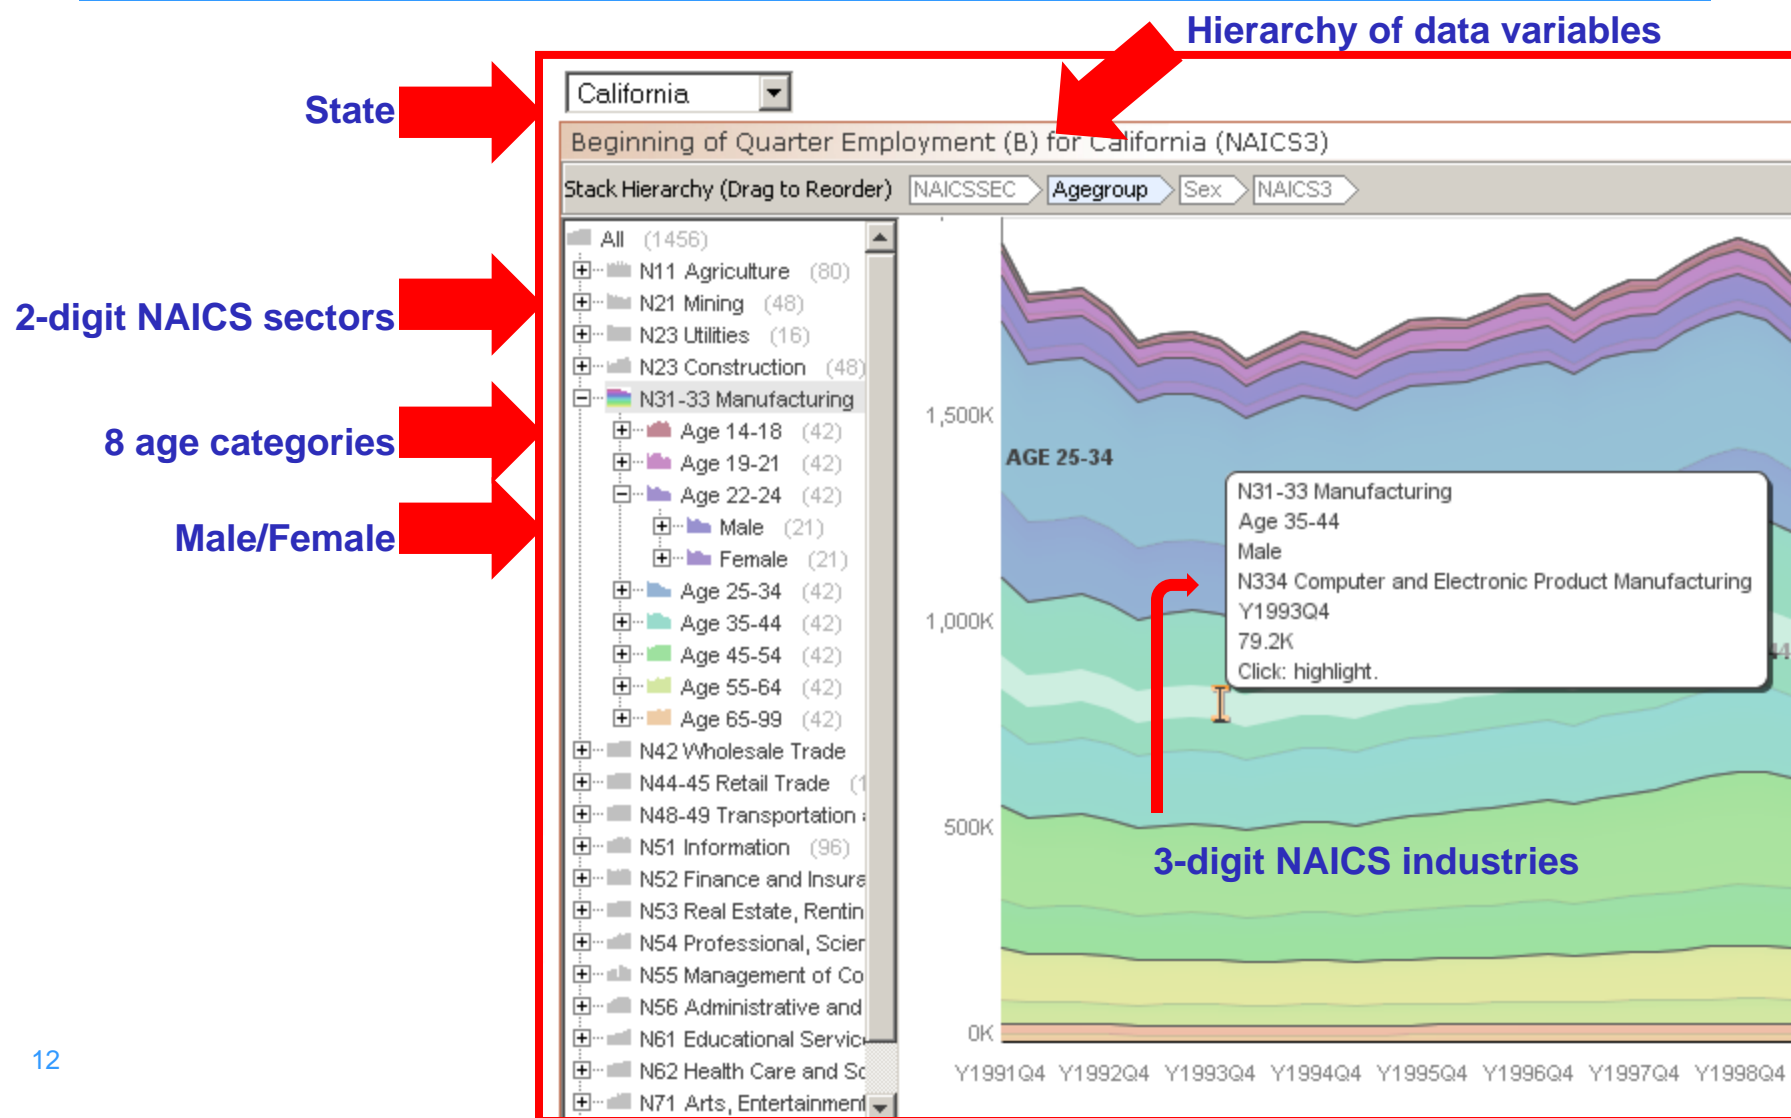 Hierarchy of data variables
State
California
Beginning of Quarter Employment (B) for California (NAICS3)
Stack Hierarchy (Drag to Reorder) NAICSSEC Agegroup Sex NAICS3
2-digit NAICS sectors
8 age categories
Male/Female
All (1456)
N11 Agriculture (80)
N21 Mining (48)
N23 Utilities (16)
N23 Construction (48)
N31-33 Manufacturing
Age 14-18 (42)
Age 19-21 (42)
Age 22-24 (42)
Male (21)
Female (21)
Age 25-34 (42)
Age 35-44 (42)
Age 45-54 (42)
Age 55-64 (42)
Age 65-99 (42)
N42 Wholesale Trade
N44-45 Retail Trade (1
N48-49 Transportation
N51 Information (96)
N52 Finance and Insura
N53 Real Estate, Rentin
N54 Professional, Scien
N55 Management of Co
N56 Administrative and
N61 Educational Servic
N62 Health Care and Sc
N71 Arts, Entertainment
1,500K
1,000K
500K
0K
AGE 25-34
N31-33 Manufacturing
Age 35-44
Male
N334 Computer and Electronic Product Manufacturing
Y1993Q4
79.2K
Click: highlight.
44
3-digit NAICS industries
Y1991Q4 Y1992Q4 Y1993Q4 Y1994Q4 Y1995Q4 Y1996Q4 Y1997Q4 Y1998Q4
12